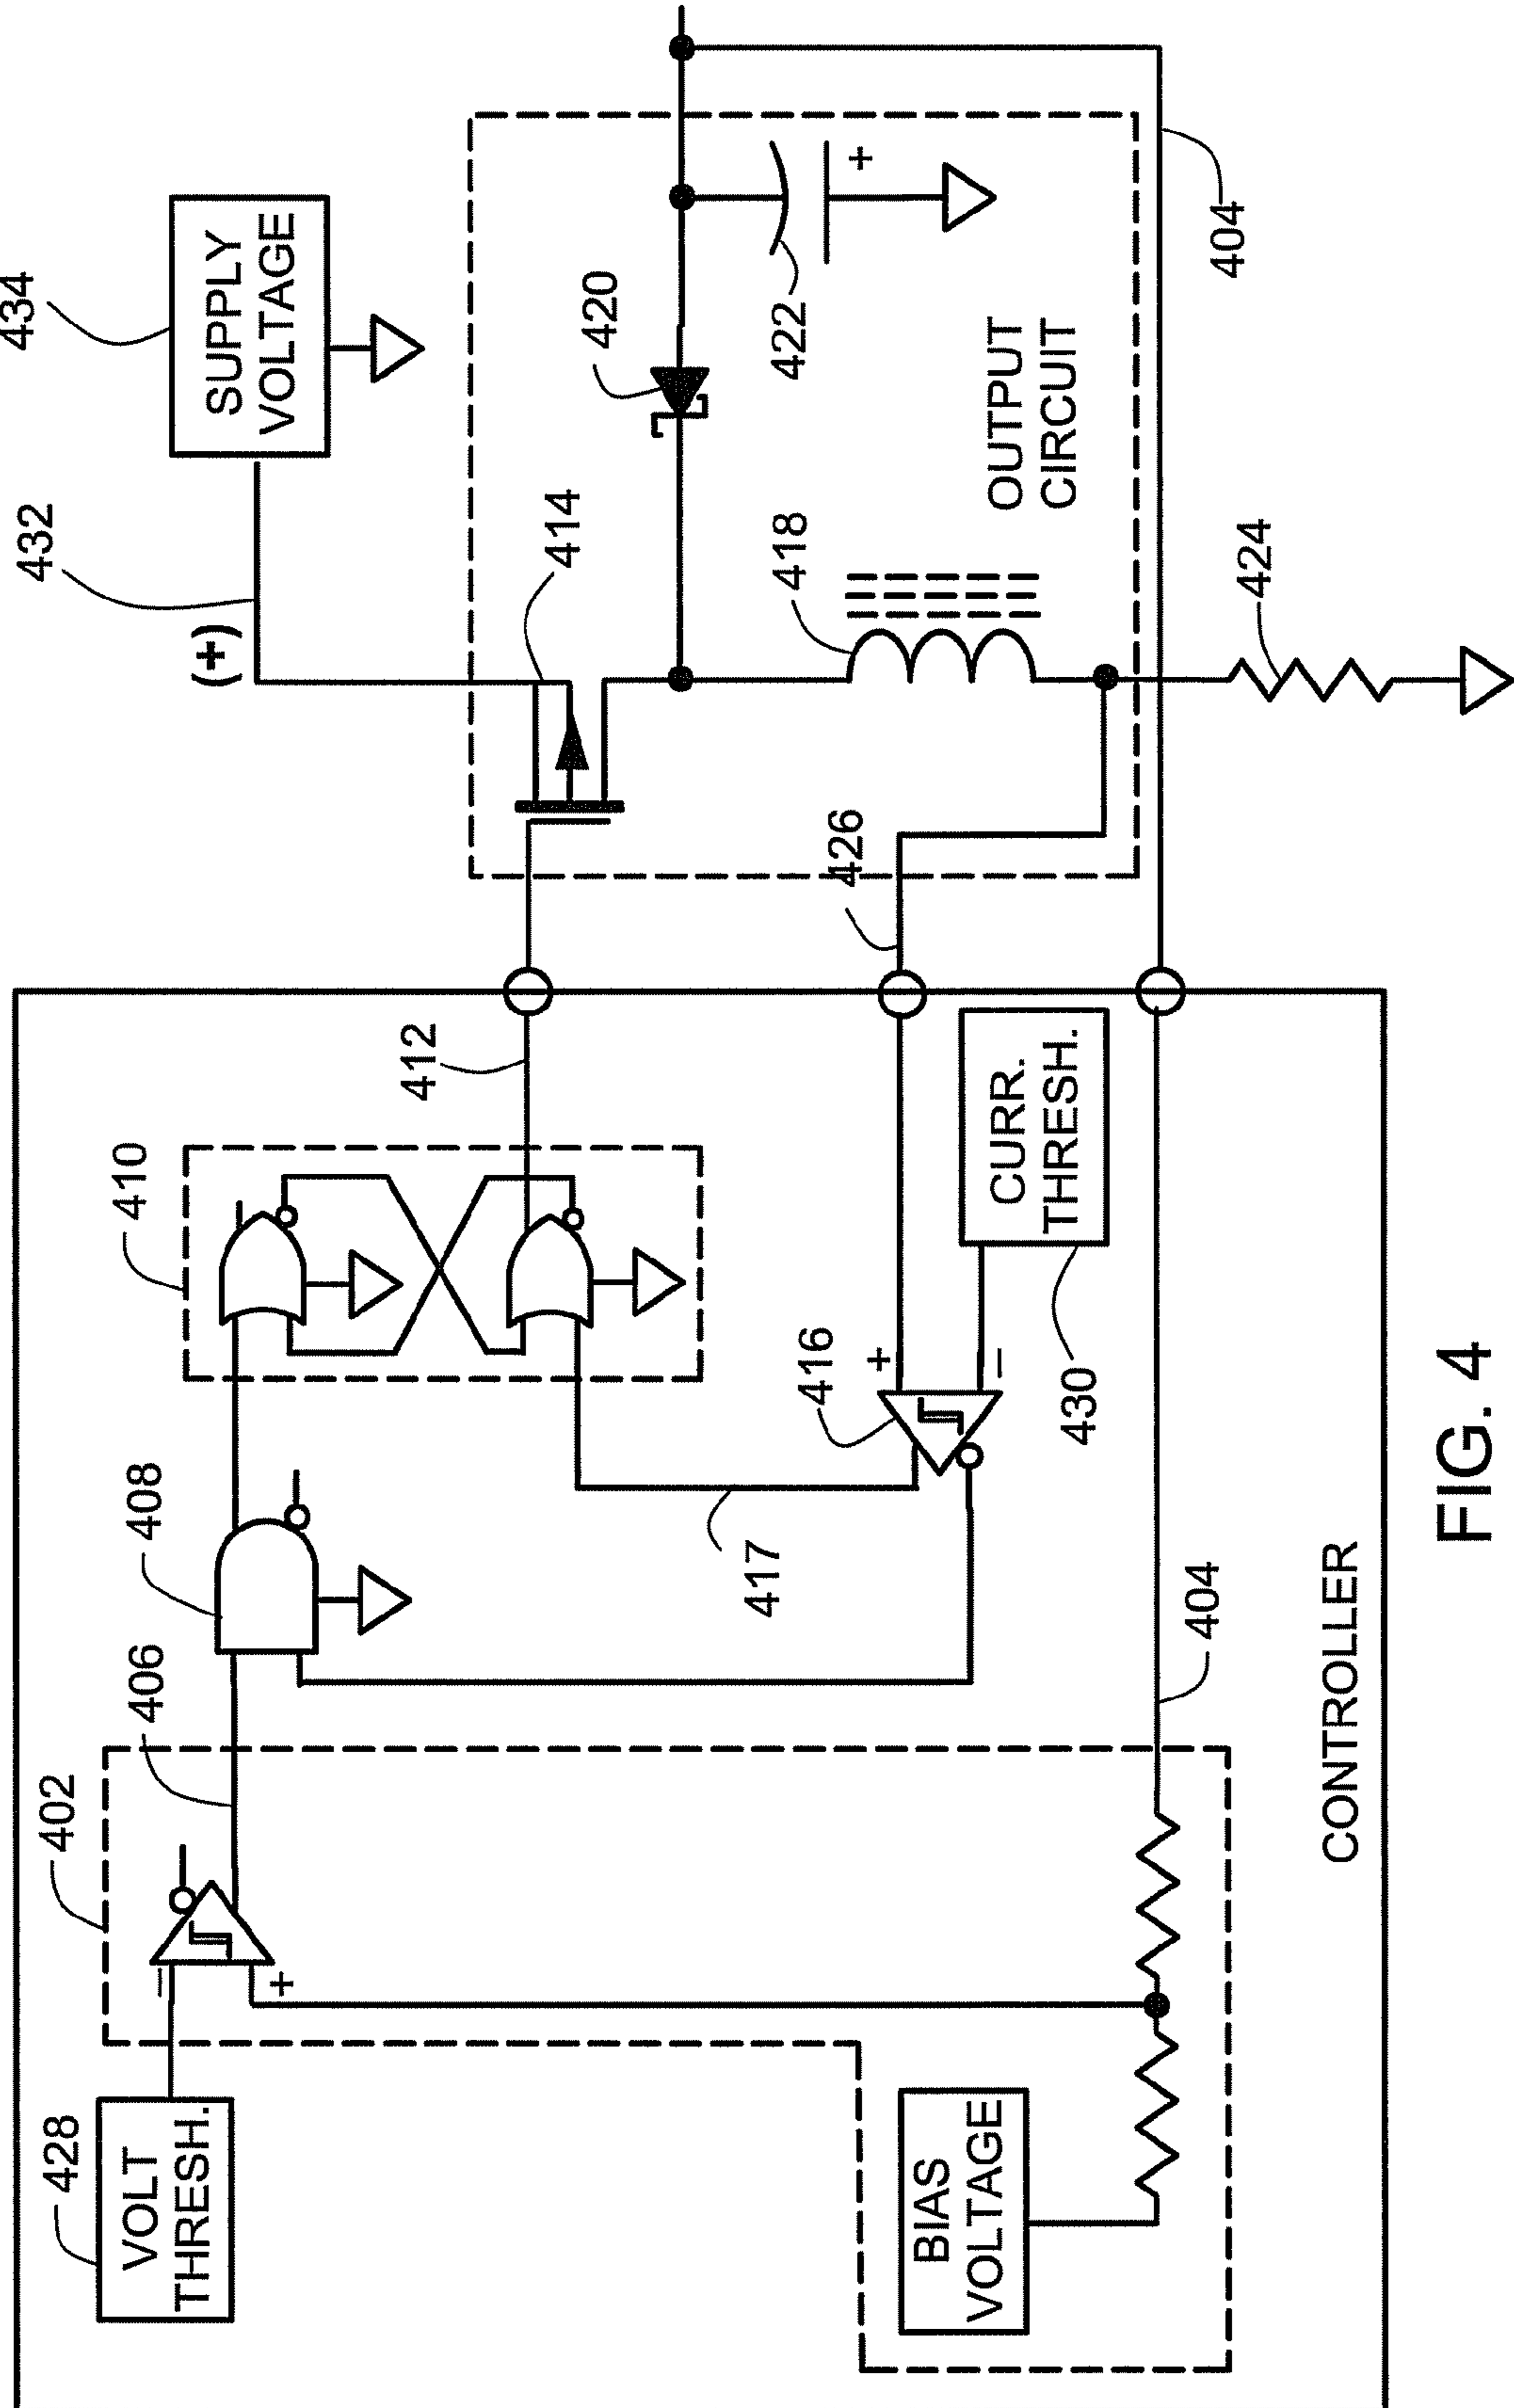 434
SUPPLY
VOLTAGE
432
(+)
414
420
422
+
OUTPUT
CIRCUIT
418
404
424
426
412
410
CURR.
THRESH.
430
416
+
–
417
408
406
402
–
+
428
VOLT
THRESH.
BIAS
VOLTAGE
404
CONTROLLER
FIG. 4